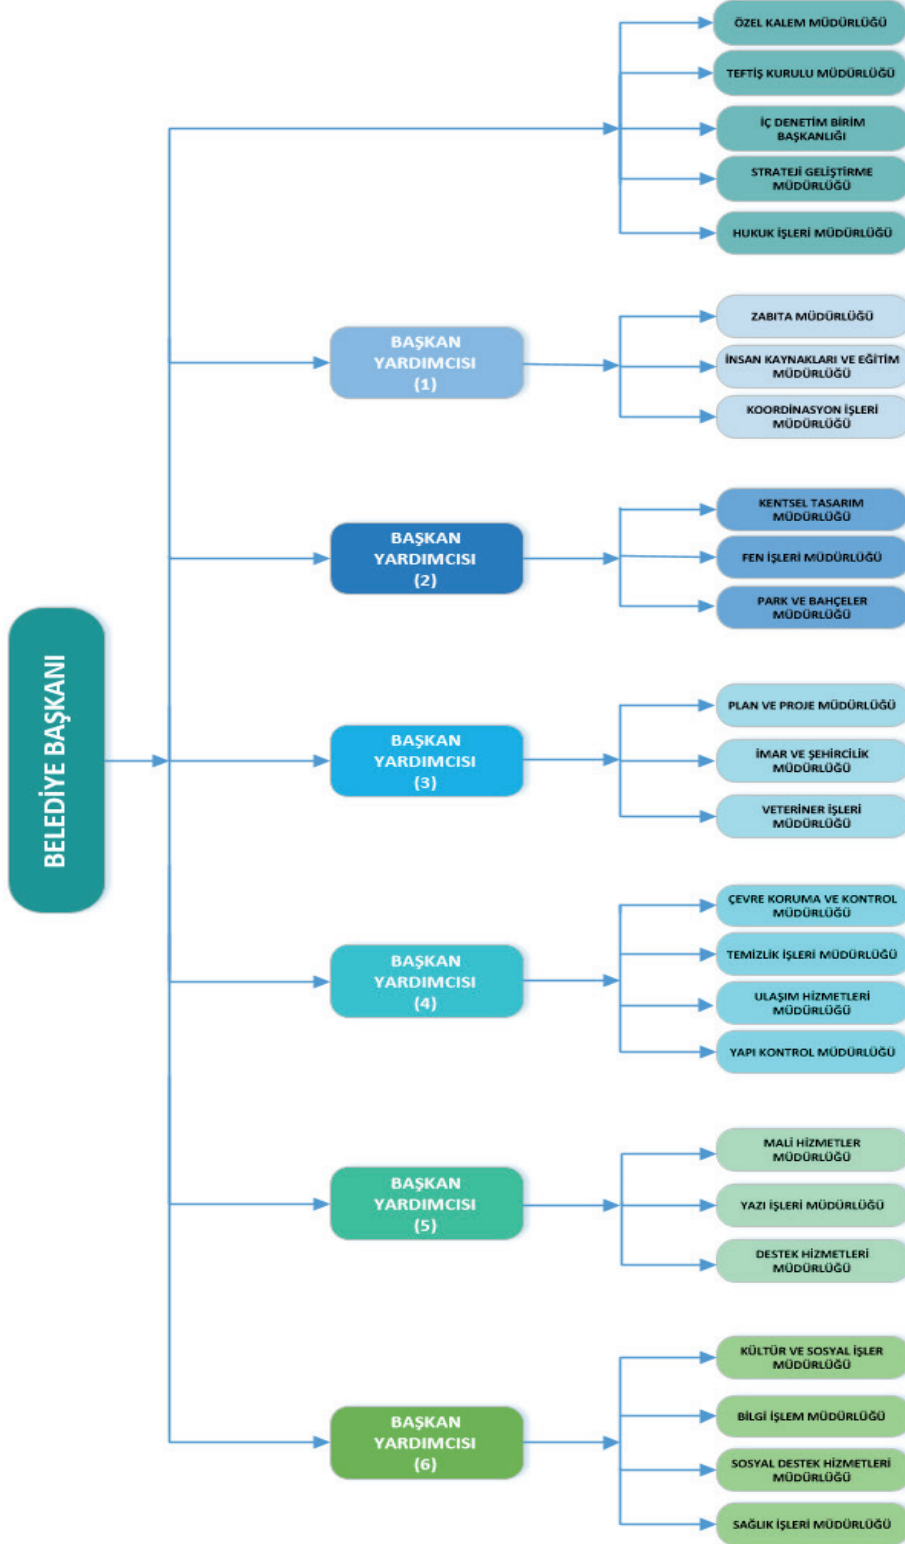 ÖZEL KALEM MÜDÜRLÜĞÜ
TEFTİŞ KURULU MÜDÜRLÜĞÜ
İÇ DENETİM BİRİM
BAŞKANLIĞI
STRATEJİ GELİŞTİRME
MÜDÜRLÜĞÜ
HUKUK İŞLERİ MÜDÜRLÜĞÜ
BAŞKAN
YARDIMCISI
(1)
ZABITA MÜDÜRLÜĞÜ
İNSAN KAYNAKLARI VE EĞİTİM
MÜDÜRLÜĞÜ
KOORDİNASYON İŞLERİ
MÜDÜRLÜĞÜ
BAŞKAN
YARDIMCISI
(2)
KENTSEL TASARIM
MÜDÜRLÜĞÜ
FEN İŞLERİ MÜDÜRLÜĞÜ
PARK VE BAHÇELER
MÜDÜRLÜĞÜ
BELEDİYE BAŞKANI
BAŞKAN
YARDIMCISI
(3)
PLAN VE PROJE MÜDÜRLÜĞÜ
İMAR VE ŞEHİRCİLİK
MÜDÜRLÜĞÜ
VETERİNER İŞLERİ
MÜDÜRLÜĞÜ
BAŞKAN
YARDIMCISI
(4)
ÇEVRE KORUMA VE KONTROL
MÜDÜRLÜĞÜ
TEMİZLİK İŞLERİ MÜDÜRLÜĞÜ
ULAŞIM HİZMETLERİ
MÜDÜRLÜĞÜ
YAPI KONTROL MÜDÜRLÜĞÜ
BAŞKAN
YARDIMCISI
(5)
MALİ HİZMETLER
MÜDÜRLÜĞÜ
YAZI İŞLERİ MÜDÜRLÜĞÜ
DESTEK HİZMETLERİ
MÜDÜRLÜĞÜ
BAŞKAN
YARDIMCISI
(6)
KÜLTÜR VE SOSYAL İŞLER
MÜDÜRLÜĞÜ
BİLGİ İŞLEM MÜDÜRLÜĞÜ
SOSYAL DESTEK HİZMETLERİ
MÜDÜRLÜĞÜ
SAĞLIK İŞLERİ MÜDÜRLÜĞÜ